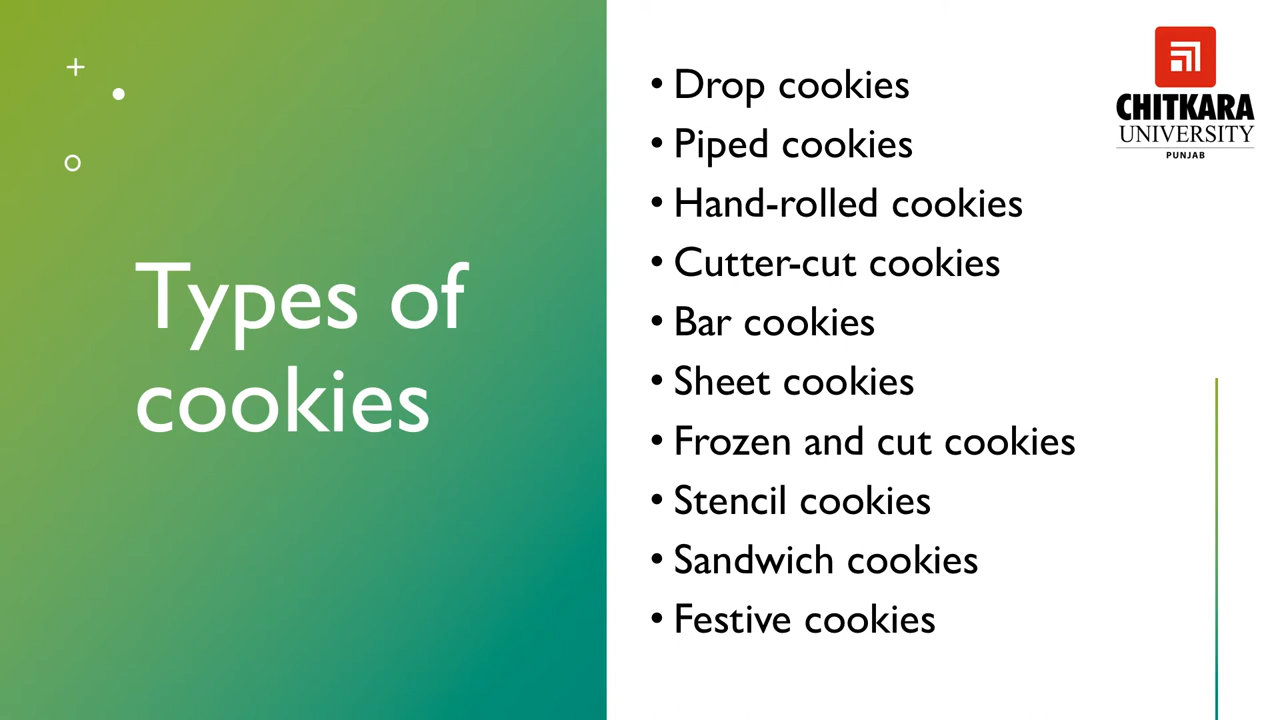 Types of
cookies
• Drop cookies
• Piped cookies
• Hand-rolled cookies
• Cutter-cut cookies
• Bar cookies
• Sheet cookies
• Frozen and cut cookies
• Stencil cookies
• Sandwich cookies
• Festive cookies
CHITKARA
UNIVERSITY
PUNJAB